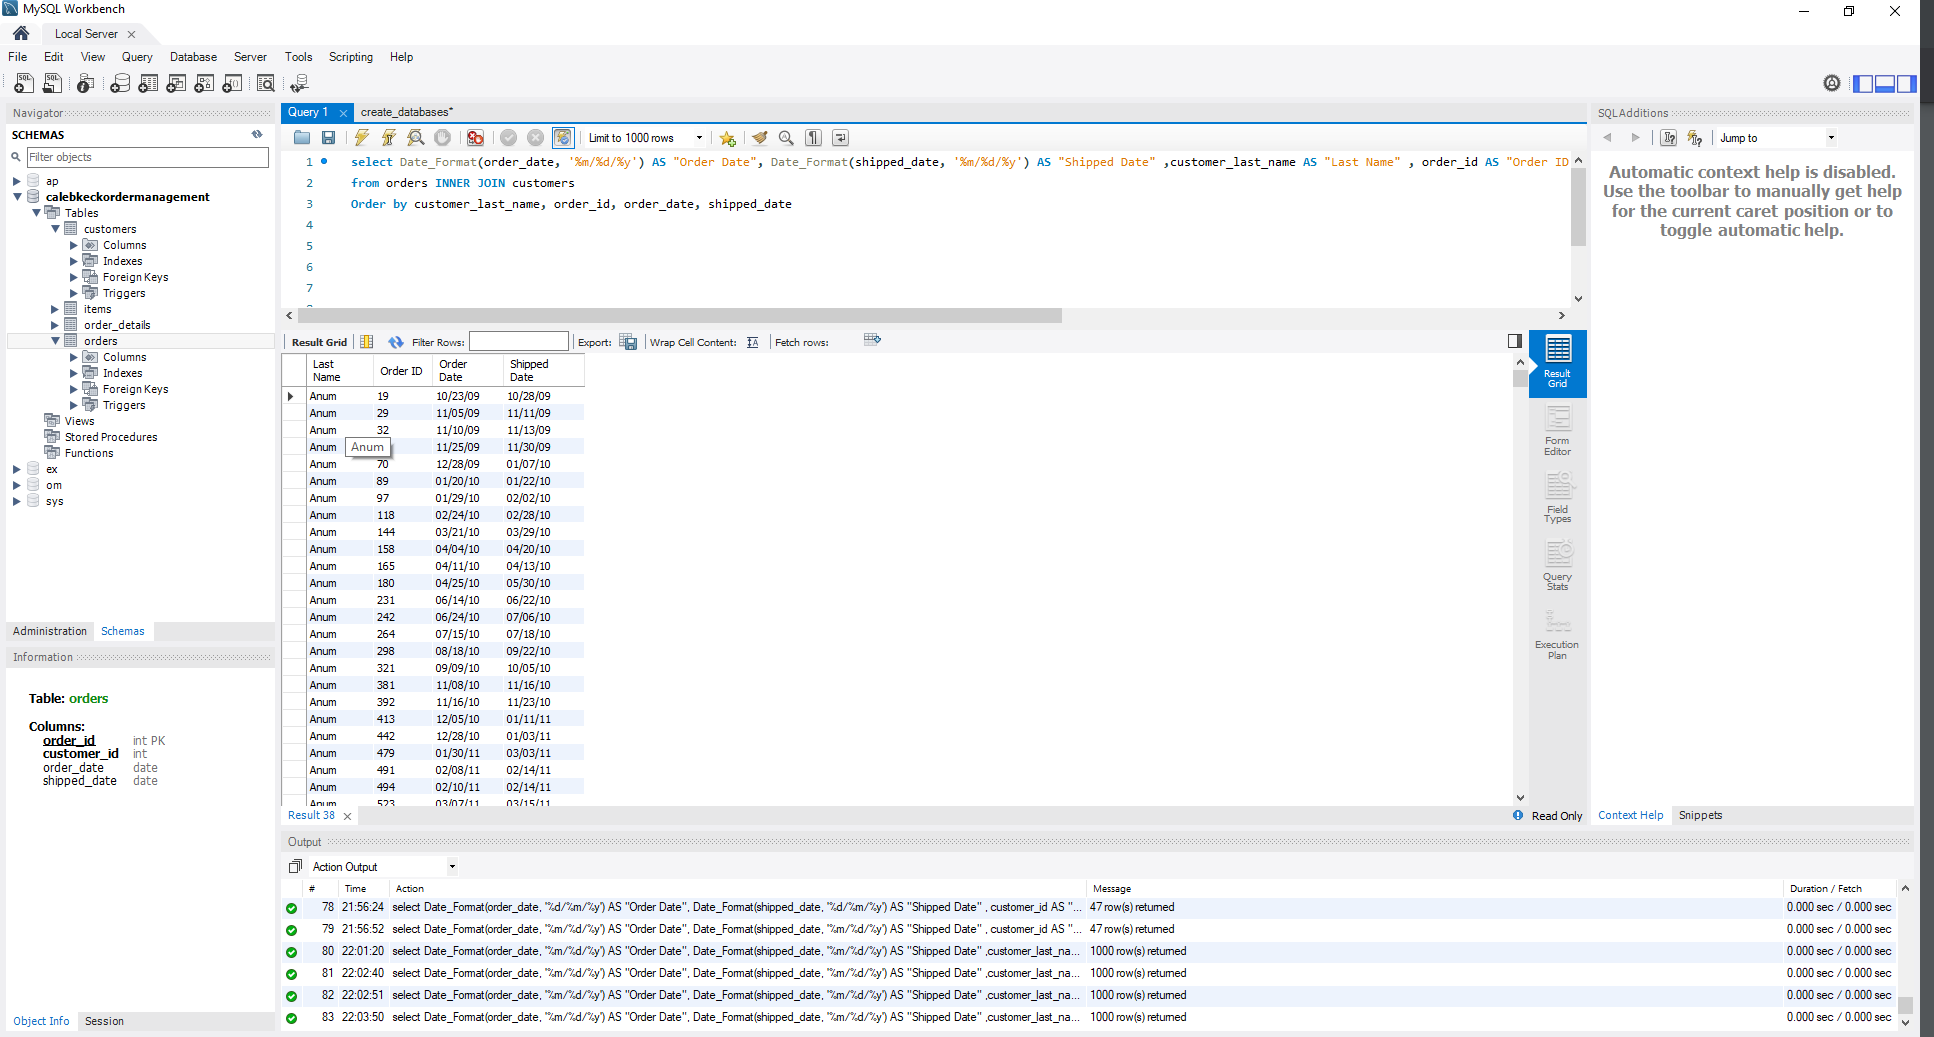 MySQL Workbench
Local Server
File Edit View Query Database Server Tools Scripting Help
Navigator
SCHEMAS
Filter objects
ap
calebkeckordermanagement
Tables
customers
Columns
Indexes
Foreign Keys
Triggers
items
order_details
orders
Columns
Indexes
Foreign Keys
Triggers
Views
Stored Procedures
Functions
ex
om
sys
Administration Schemas
Information
Table: orders
Columns:
order_id int PK
customer_id int
order_date date
shipped_date date
Object Info Session
Query 1 create_databases*
Limit to 1000 rows
1 select Date_Format(order_date, '%m/%d/%y') AS "Order Date", Date_Format(shipped_date, '%m/%d/%y') AS "Shipped Date" ,customer_last_name AS "Last Name" , order_id AS "Order ID
2 from orders INNER JOIN customers
3 Order by customer_last_name, order_id, order_date, shipped_date
4
5
6
7
Result Grid Filter Rows: Export: Wrap Cell Content: Fetch rows:
Last Name Order ID Order Date Shipped Date
Anum 19 10/23/09 10/28/09
Anum 29 11/05/09 11/11/09
Anum 32 11/10/09 11/13/09
Anum Anum 11/25/09 11/30/09
Anum 70 12/28/09 01/07/10
Anum 89 01/20/10 01/22/10
Anum 97 01/29/10 02/02/10
Anum 118 02/24/10 02/28/10
Anum 144 03/21/10 03/29/10
Anum 158 04/04/10 04/20/10
Anum 165 04/11/10 04/13/10
Anum 180 04/25/10 05/30/10
Anum 231 06/14/10 06/22/10
Anum 242 06/24/10 07/06/10
Anum 264 07/15/10 07/18/10
Anum 298 08/18/10 09/22/10
Anum 321 09/09/10 10/05/10
Anum 381 11/08/10 11/16/10
Anum 392 11/16/10 11/23/10
Anum 413 12/05/10 01/11/11
Anum 442 12/28/10 01/03/11
Anum 479 01/30/11 03/03/11
Anum 491 02/08/11 02/14/11
Anum 494 02/10/11 02/14/11
Anum 523 03/07/11 03/15/11
Result Grid
Form Editor
Field Types
Query Stats
Execution Plan
Result 38
Read Only
SQLAdditions
Jump to
Automatic context help is disabled.
Use the toolbar to manually get help
for the current caret position or to
toggle automatic help.
Context Help Snippets
Output
Action Output
# Time Action Message Duration / Fetch
78 21:56:24 select Date_Format(order_date, '%d/%m/%y') AS "Order Date", Date_Format(shipped_date, '%d/%m/%y') AS "Shipped Date" , customer_id AS "... 47 row(s) returned 0.000 sec / 0.000 sec
79 21:56:52 select Date_Format(order_date, '%m/%d/%y') AS "Order Date", Date_Format(shipped_date, '%m/%d/%y') AS "Shipped Date" , customer_id AS "... 47 row(s) returned 0.000 sec / 0.000 sec
80 22:01:20 select Date_Format(order_date, '%m/%d/%y') AS "Order Date", Date_Format(shipped_date, '%m/%d/%y') AS "Shipped Date" ,customer_last_na... 1000 row(s) returned 0.000 sec / 0.000 sec
81 22:02:40 select Date_Format(order_date, '%m/%d/%y') AS "Order Date", Date_Format(shipped_date, '%m/%d/%y') AS "Shipped Date" ,customer_last_na... 1000 row(s) returned 0.000 sec / 0.000 sec
82 22:02:51 select Date_Format(order_date, '%m/%d/%y') AS "Order Date", Date_Format(shipped_date, '%m/%d/%y') AS "Shipped Date" ,customer_last_na... 1000 row(s) returned 0.000 sec / 0.000 sec
83 22:03:50 select Date_Format(order_date, '%m/%d/%y') AS "Order Date", Date_Format(shipped_date, '%m/%d/%y') AS "Shipped Date" ,customer_last_na... 1000 row(s) returned 0.000 sec / 0.000 sec